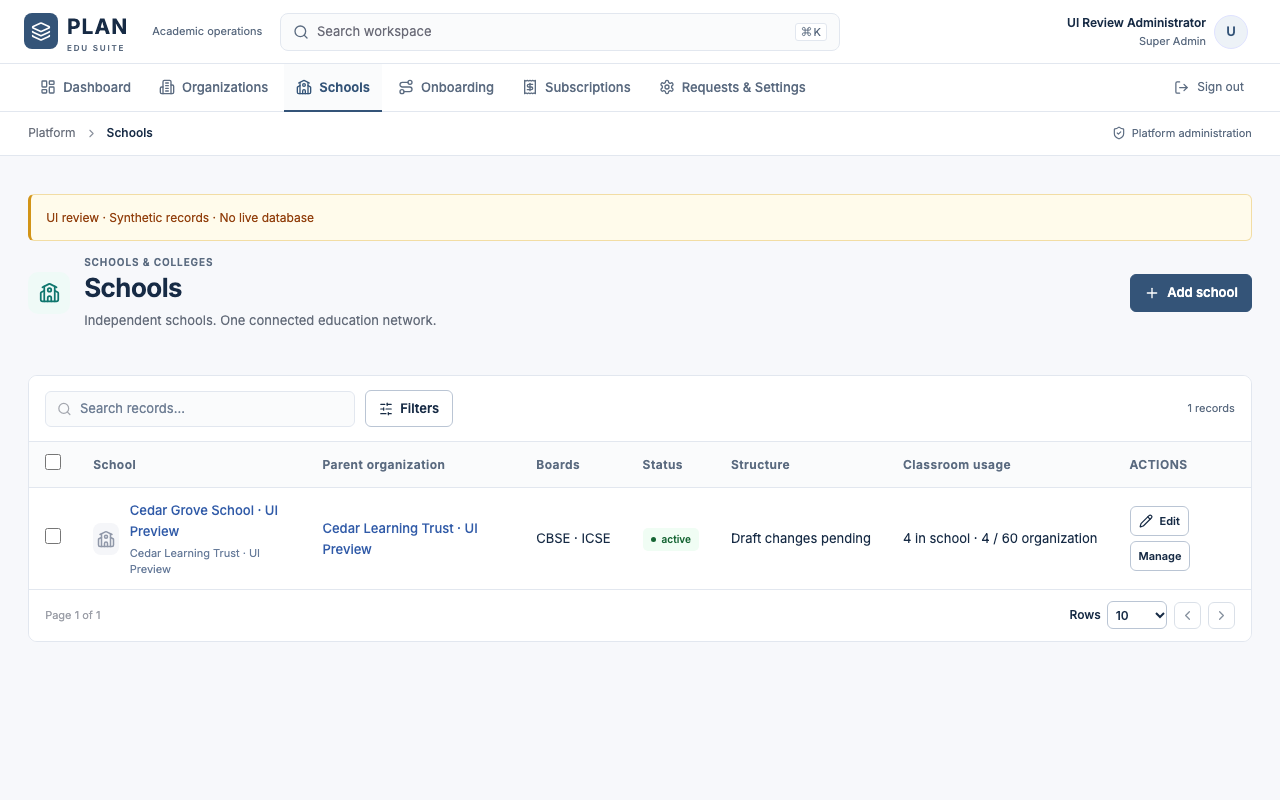 PLAN
EDU SUITE
Academic operations
Search workspace
⌘ K
UI Review Administrator
Super Admin
U
Dashboard
Organizations
Schools
Onboarding
Subscriptions
Requests & Settings
Sign out
Platform
Schools
Platform administration
UI review · Synthetic records · No live database
SCHOOLS & COLLEGES
Schools
Independent schools. One connected education network.
Add school
Search records...
Filters
1 records
School
Parent organization
Boards
Status
Structure
Classroom usage
ACTIONS
Cedar Grove School · UI
Preview
Cedar Learning Trust · UI
Preview
Cedar Learning Trust · UI
Preview
CBSE · ICSE
active
Draft changes pending
4 in school · 4 / 60 organization
Edit
Manage
Page 1 of 1
Rows
10